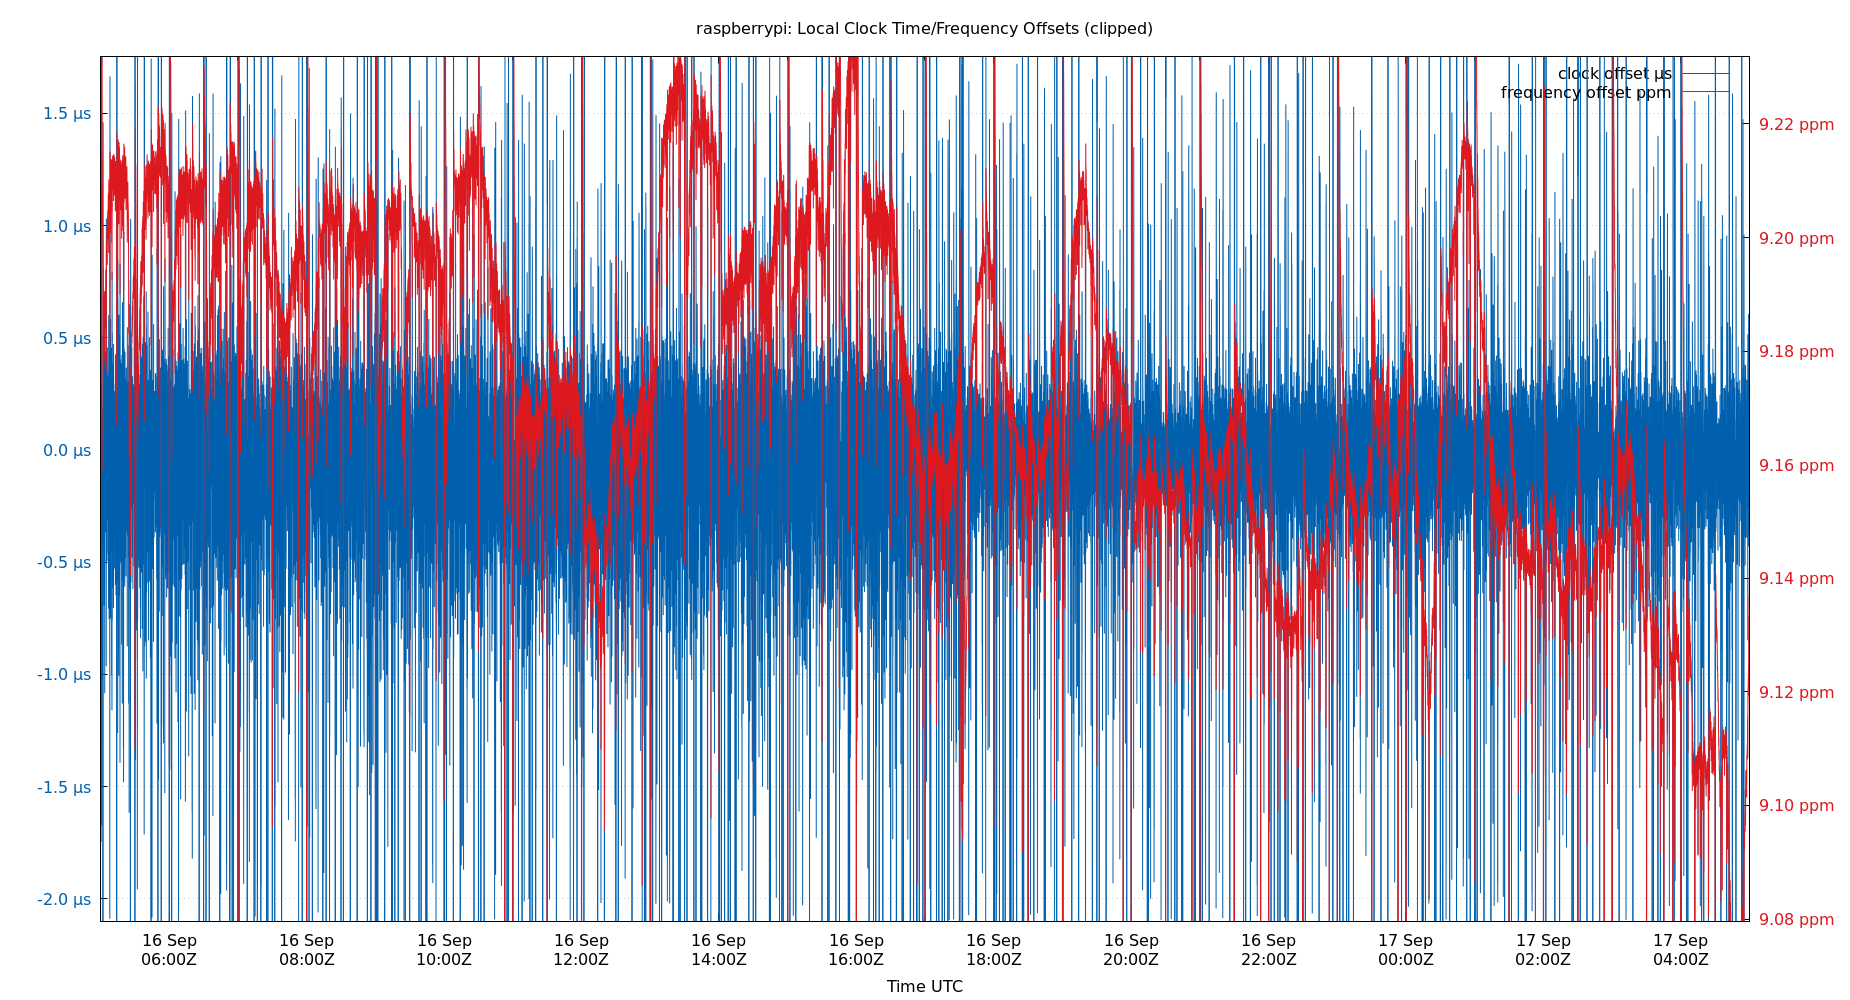 raspberrypi: Local Clock Time/Frequency Offsets (clipped)
clock offset µs
frequency offset ppm
1.5 µs
1.0 µs
0.5 µs
0.0 µs
-0.5 µs
-1.0 µs
-1.5 µs
-2.0 µs
9.22 ppm
9.20 ppm
9.18 ppm
9.16 ppm
9.14 ppm
9.12 ppm
9.10 ppm
9.08 ppm
16 Sep 16 Sep 16 Sep 16 Sep 16 Sep 16 Sep 16 Sep 16 Sep 16 Sep 17 Sep 17 Sep 17 Sep
06:00Z 08:00Z 10:00Z 12:00Z 14:00Z 16:00Z 18:00Z 20:00Z 22:00Z 00:00Z 02:00Z 04:00Z
Time UTC